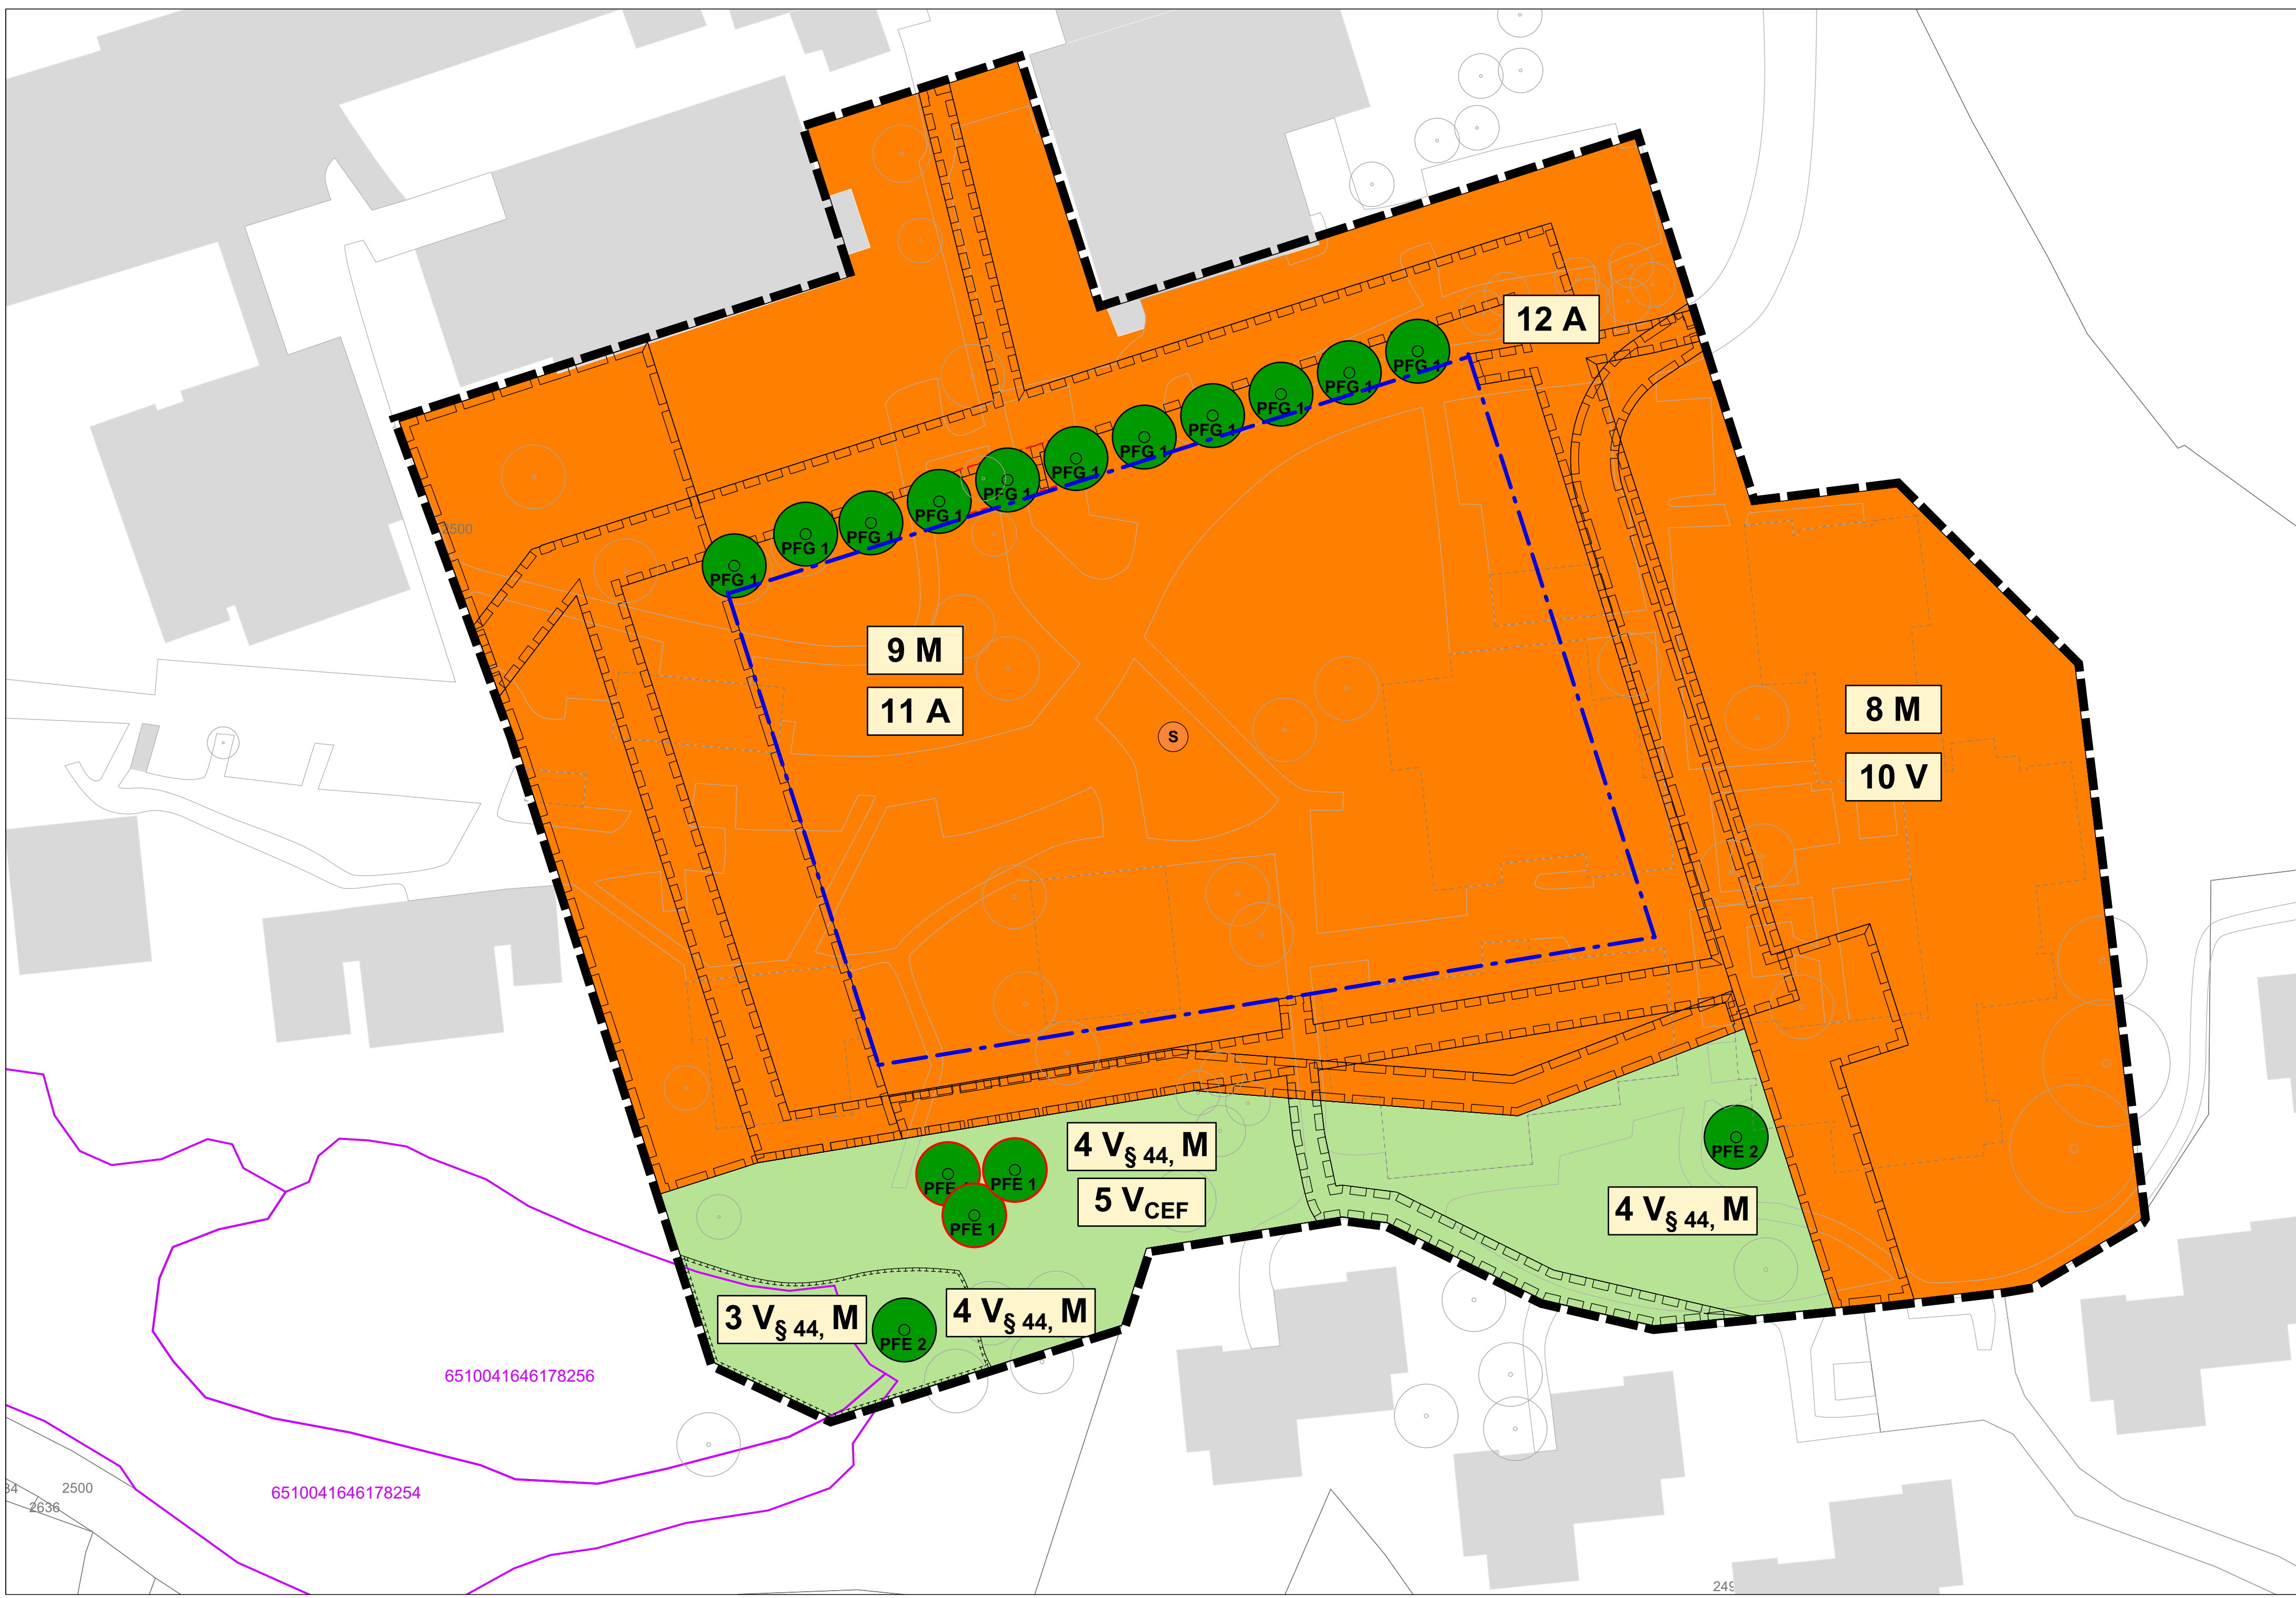 12 A
PFG 1
PFG 1
PFG 1
PFG 1
PFG 1
PFG 1
PFG 1
PFG 1
PFG 1
PFG 1
PFG 1
9 M
11 A
S
8 M
10 V
4 V§ 44, M
5 VCEF
PFE 1
PFE 1
PFE 2
4 V§ 44, M
3 V§ 44, M
PFE 2
4 V§ 44, M
6510041646178256
6510041646178254
2500
2636